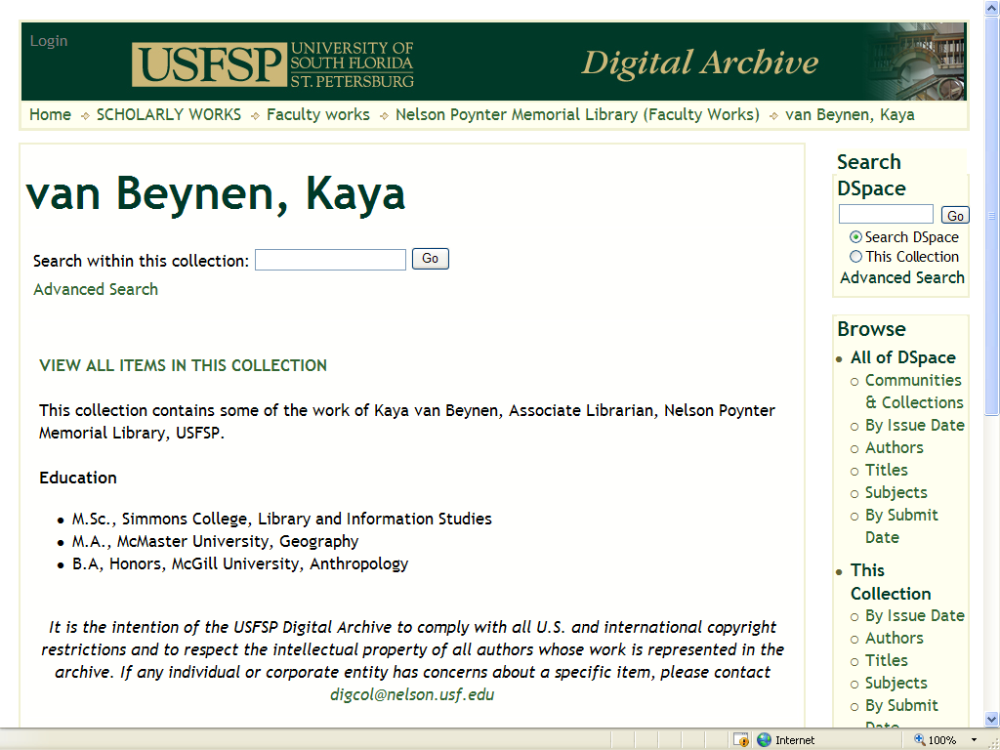 Login
USFSP UNIVERSITY OF
SOUTH FLORIDA
ST. PETERSBURG
Digital Archive
Home SCHOLARLY WORKS Faculty works Nelson Poynter Memorial Library (Faculty Works) van Beynen, Kaya
van Beynen, Kaya
Search within this collection: Go
Advanced Search
VIEW ALL ITEMS IN THIS COLLECTION
This collection contains some of the work of Kaya van Beynen, Associate Librarian, Nelson Poynter
Memorial Library, USFSP.
Education
M.Sc., Simmons College, Library and Information Studies
M.A., McMaster University, Geography
B.A, Honors, McGill University, Anthropology
It is the intention of the USFSP Digital Archive to comply with all U.S. and international copyright
restrictions and to respect the intellectual property of all authors whose work is represented in the
archive. If any individual or corporate entity has concerns about a specific item, please contact
digcol@nelson.usf.edu
Search
DSpace
Go
Search DSpace
This Collection
Advanced Search
Browse
All of DSpace
Communities
& Collections
By Issue Date
Authors
Titles
Subjects
By Submit
Date
This
Collection
By Issue Date
Authors
Titles
Subjects
By Submit
Date
Internet
100%